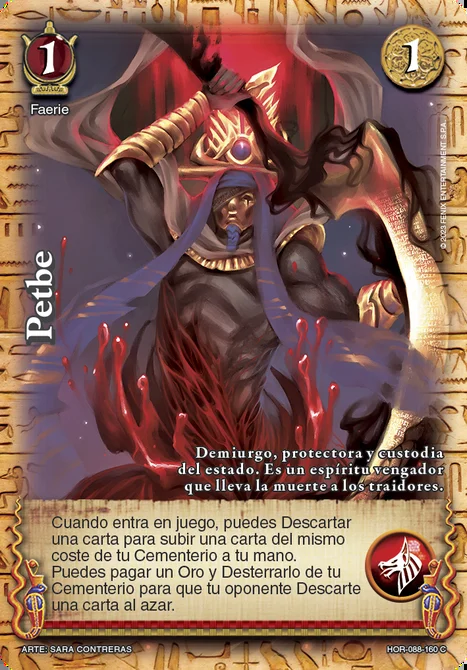 1
1
Faerie
© 2023 FENIX ENTERTAINMENT S.P.A.
Petbe
Demiurgo, protectora y custodia
del estado. Es un espíritu vengador
que lleva la muerte a los traidores.
Cuando entra en juego, puedes Descartar
una carta para subir una carta del mismo
coste de tu Cementerio a tu mano.
Puedes pagar un Oro y Desterrarlo de tu
Cementerio para que tu oponente Descarte
una carta al azar.
ARTE: SARA CONTRERAS
HOR-088-160 C